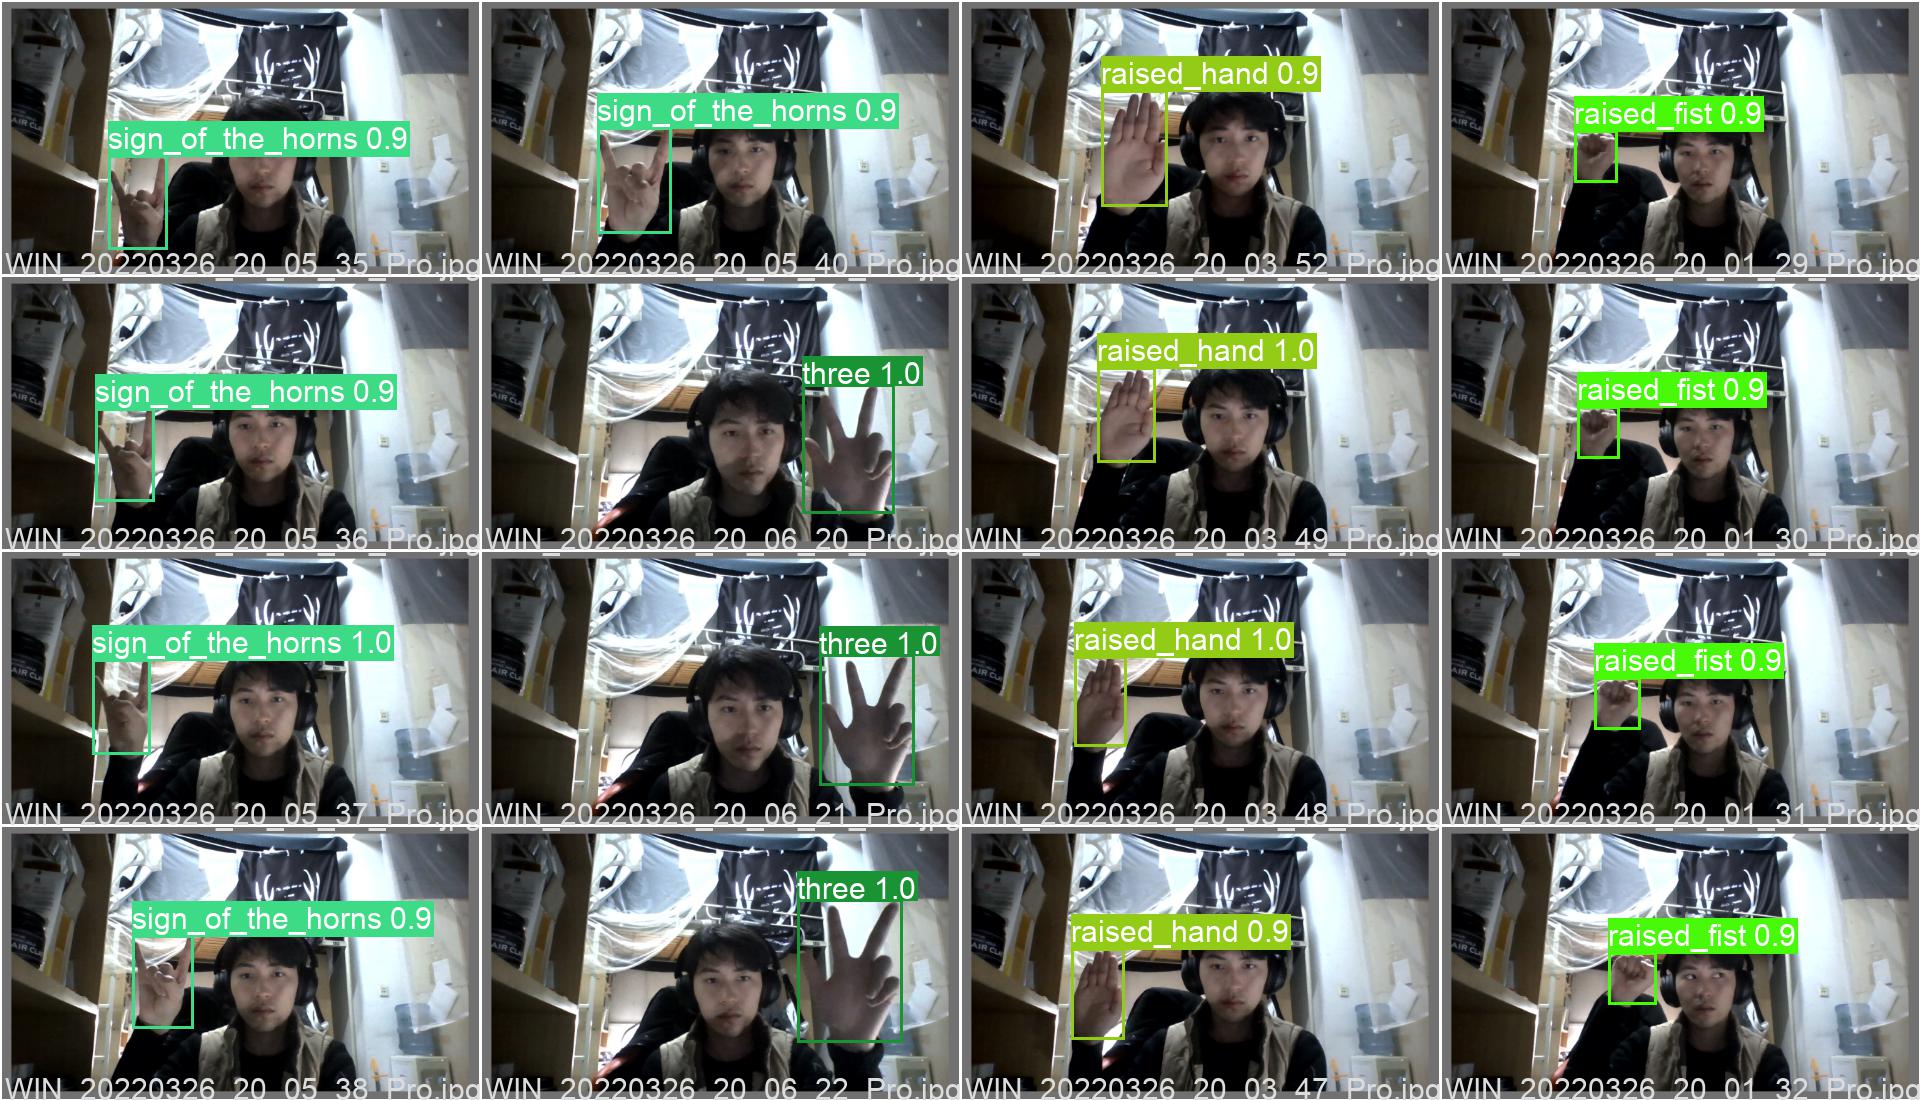 sign_of_the_horns 0.9
WIN_20220326_20_05_35_Pro.jpg
sign_of_the_horns 0.9
WIN_20220326_20_05_40_Pro.jpg
raised_hand 0.9
WIN_20220326_20_03_52_Pro.jpg
raised_fist 0.9
WIN_20220326_20_01_29_Pro.jpg
sign_of_the_horns 0.9
WIN_20220326_20_05_36_Pro.jpg
three 1.0
WIN_20220326_20_06_20_Pro.jpg
raised_hand 1.0
WIN_20220326_20_03_49_Pro.jpg
raised_fist 0.9
WIN_20220326_20_01_30_Pro.jpg
sign_of_the_horns 1.0
WIN_20220326_20_05_37_Pro.jpg
three 1.0
WIN_20220326_20_06_21_Pro.jpg
raised_hand 1.0
WIN_20220326_20_03_48_Pro.jpg
raised_fist 0.9
WIN_20220326_20_01_31_Pro.jpg
sign_of_the_horns 0.9
WIN_20220326_20_05_38_Pro.jpg
three 1.0
WIN_20220326_20_06_22_Pro.jpg
raised_hand 0.9
WIN_20220326_20_03_47_Pro.jpg
raised_fist 0.9
WIN_20220326_20_01_32_Pro.jpg